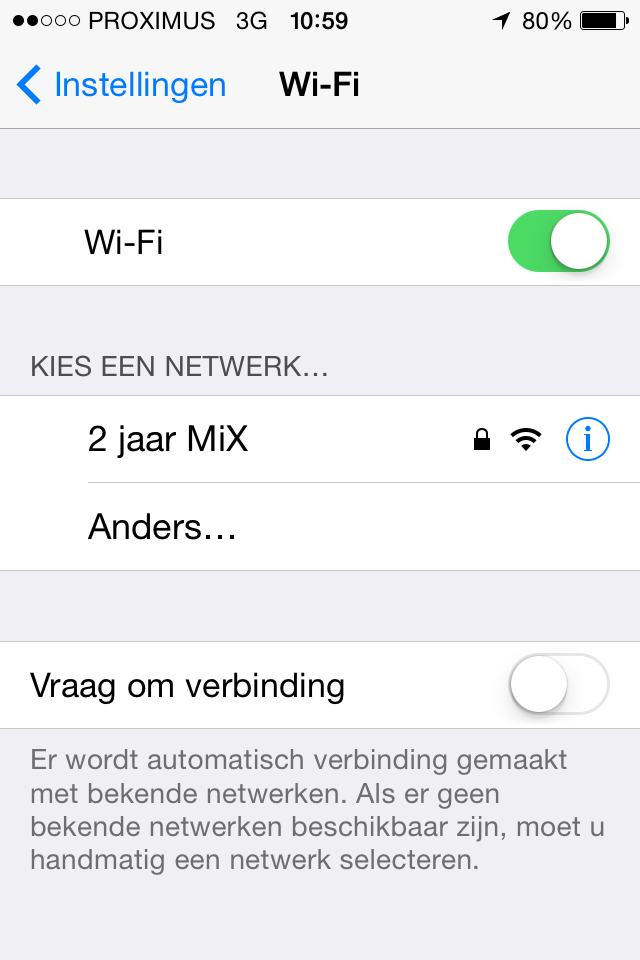 PROXIMUS 3G 10:59 80%
Instellingen Wi-Fi
Wi-Fi
KIES EEN NETWERK...
2 jaar MiX
Anders...
Vraag om verbinding
Er wordt automatisch verbinding gemaakt
met bekende netwerken. Als er geen
bekende netwerken beschikbaar zijn, moet u
handmatig een netwerk selecteren.